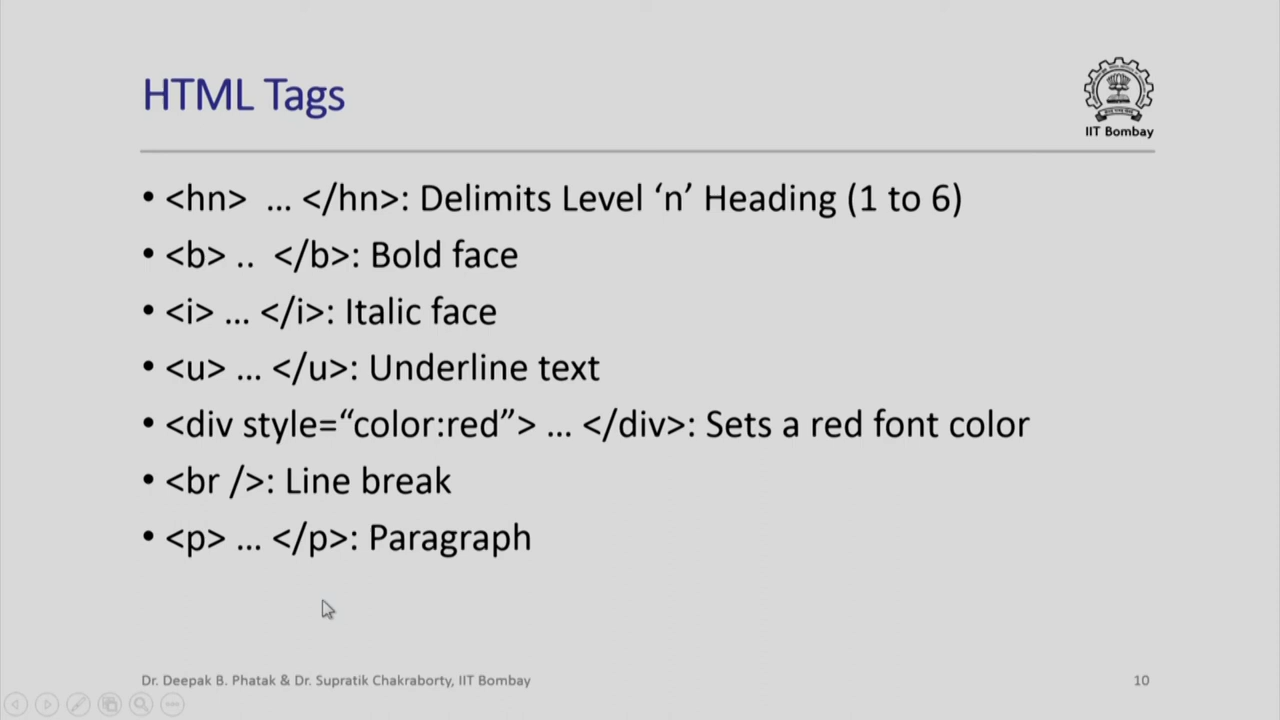 HTML Tags
IIT Bombay
• <hn> ... </hn>: Delimits Level ‘n’ Heading (1 to 6)
• <b> .. </b>: Bold face
• <i> ... </i>: Italic face
• <u> ... </u>: Underline text
• <div style=“color:red”> ... </div>: Sets a red font color
• <br />: Line break
• <p> ... </p>: Paragraph
Dr. Deepak B. Phatak & Dr. Supratik Chakraborty, IIT Bombay
10